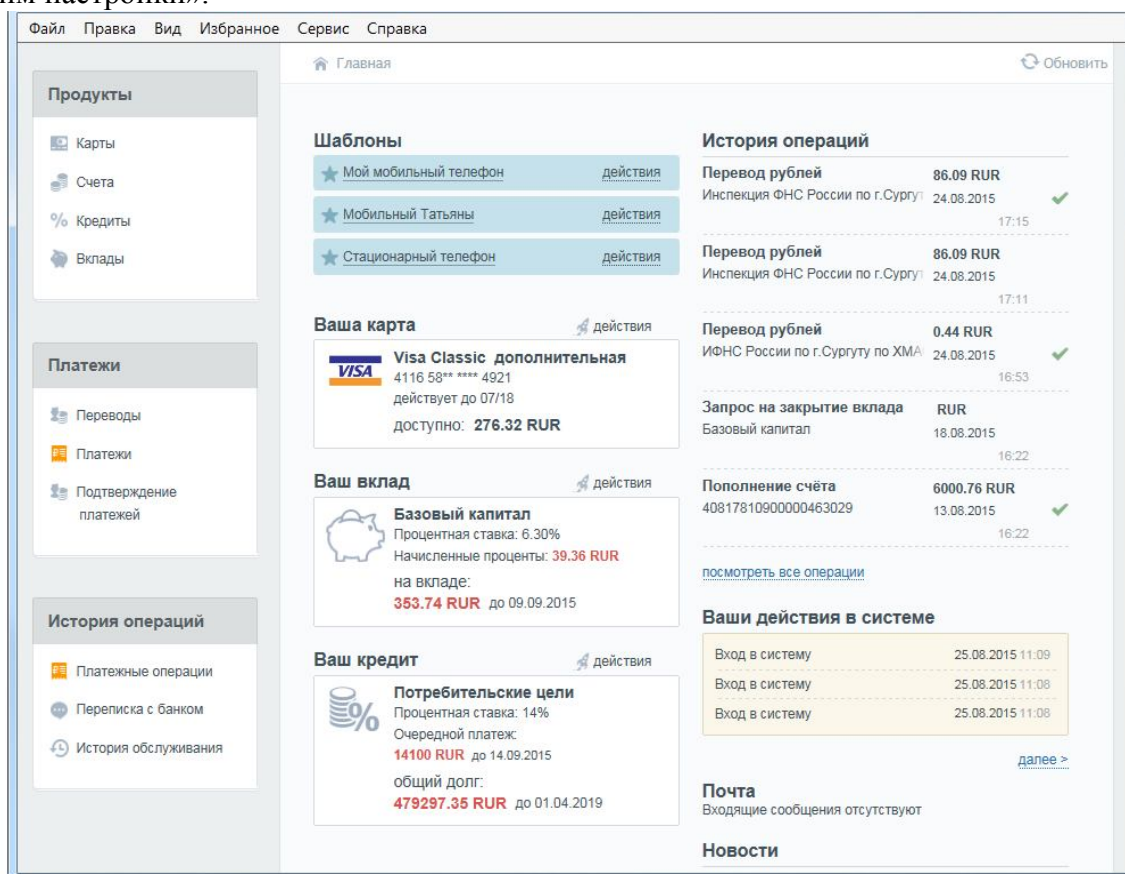 им настройки».
Файл Правка Вид Избранное Сервис Справка
Главная
Обновить
Продукты
Карты
Счета
% Кредиты
Вклады
Платежи
Переводы
Платежи
Подтверждение
платежей
История операций
Платежные операции
Переписка с банком
История обслуживания
Шаблоны
Мой мобильный телефон действия
Мобильный Татьяны действия
Стационарный телефон действия
Ваша карта действия
VISA
Visa Classic дополнительная
4116 58** **** 4921
действует до 07/18
доступно: 276.32 RUR
Ваш вклад действия
Базовый капитал
Процентная ставка: 6.30%
Начисленные проценты: 39.36 RUR
на вкладе:
353.74 RUR до 09.09.2015
Ваш кредит действия
%
Потребительские цели
Процентная ставка: 14%
Очередной платеж:
14100 RUR до 14.09.2015
общий долг:
479297.35 RUR до 01.04.2019
История операций
Перевод рублей 86.09 RUR
Инспекция ФНС России по г.Сургут 24.08.2015
17:15
Перевод рублей 86.09 RUR
Инспекция ФНС России по г.Сургут 24.08.2015
17:11
Перевод рублей 0.44 RUR
ИФНС России по г.Сургуту по ХМА 24.08.2015
16:53
Запрос на закрытие вклада RUR
Базовый капитал 18.08.2015
16:22
Пополнение счёта 6000.76 RUR
40817810900000463029 13.08.2015
16:22
посмотреть все операции
Ваши действия в системе
Вход в систему 25.08.2015 11:09
Вход в систему 25.08.2015 11:08
Вход в систему 25.08.2015 11:08
далее >
Почта
Входящие сообщения отсутствуют
Новости